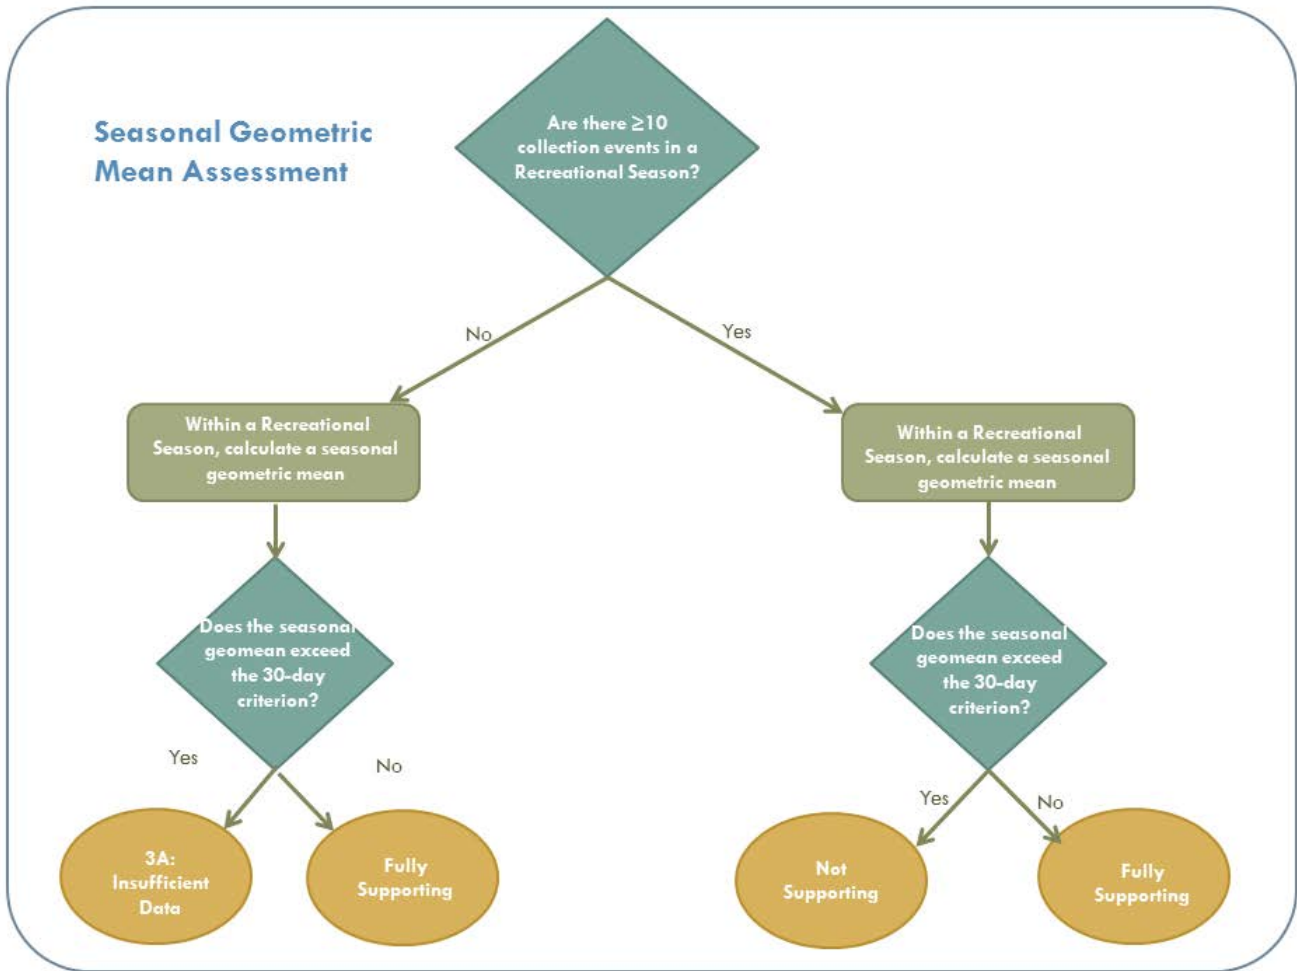 Seasonal Geometric
Mean Assessment
Are there ≥10
collection events in a
Recreational Season?
No
Yes
Within a Recreational
Season, calculate a seasonal
geometric mean
Within a Recreational
Season, calculate a seasonal
geometric mean
Does the seasonal
geomean exceed
the 30-day
criterion?
Does the seasonal
geomean exceed
the 30-day
criterion?
Yes
No
Yes
No
3A:
Insufficient
Data
Fully
Supporting
Not
Supporting
Fully
Supporting